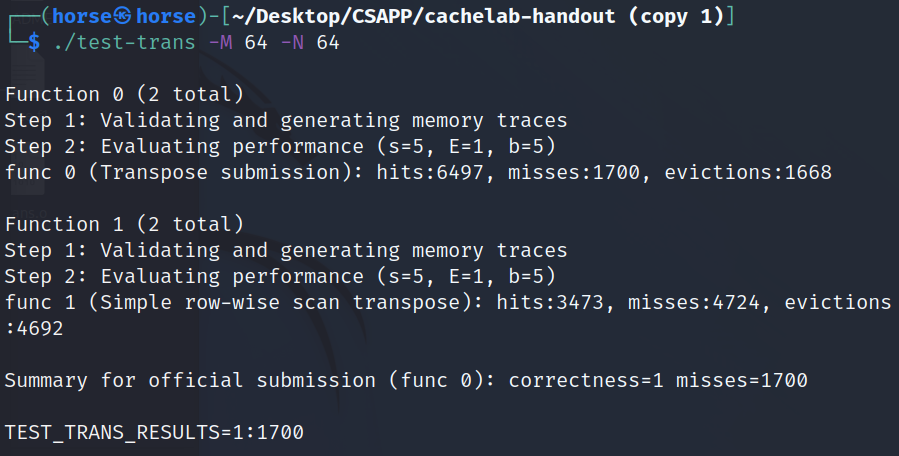 ┌──(horse㉿horse)-[~/Desktop/CSAPP/cachelab-handout (copy 1)]
└─$ ./test-trans -M 64 -N 64
Function 0 (2 total)
Step 1: Validating and generating memory traces
Step 2: Evaluating performance (s=5, E=1, b=5)
func 0 (Transpose submission): hits:6497, misses:1700, evictions:1668
Function 1 (2 total)
Step 1: Validating and generating memory traces
Step 2: Evaluating performance (s=5, E=1, b=5)
func 1 (Simple row-wise scan transpose): hits:3473, misses:4724, evictions
:4692
Summary for official submission (func 0): correctness=1 misses=1700
TEST_TRANS_RESULTS=1:1700